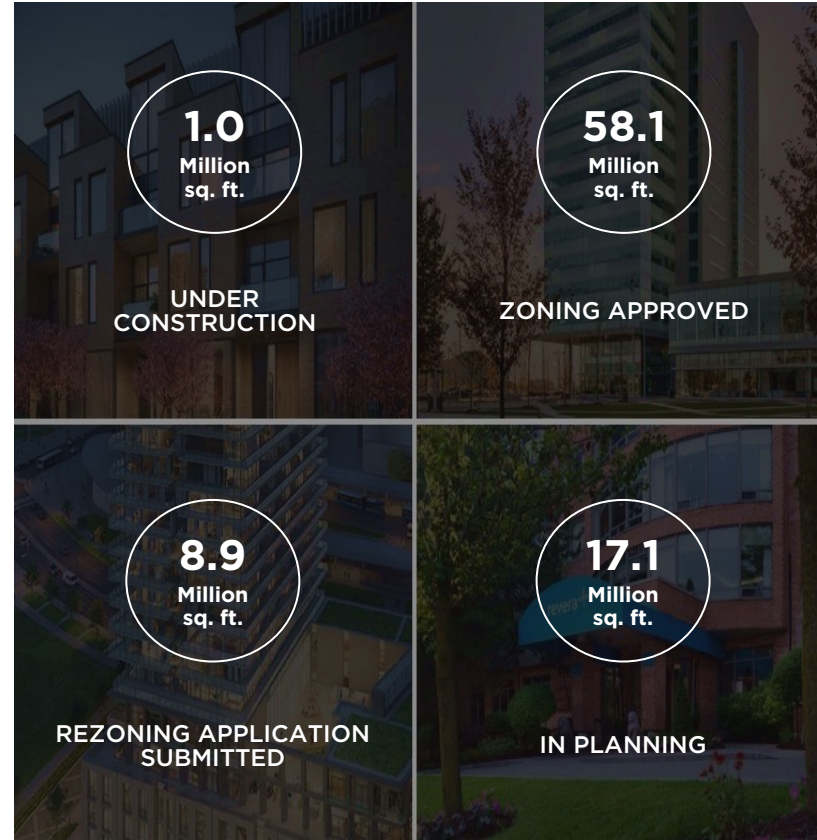 1.0
Million
sq. ft.
UNDER
CONSTRUCTION
58.1
Million
sq. ft.
ZONING APPROVED
8.9
Million
sq. ft.
REZONING APPLICATION
SUBMITTED
17.1
Million
sq. ft.
IN PLANNING
revera